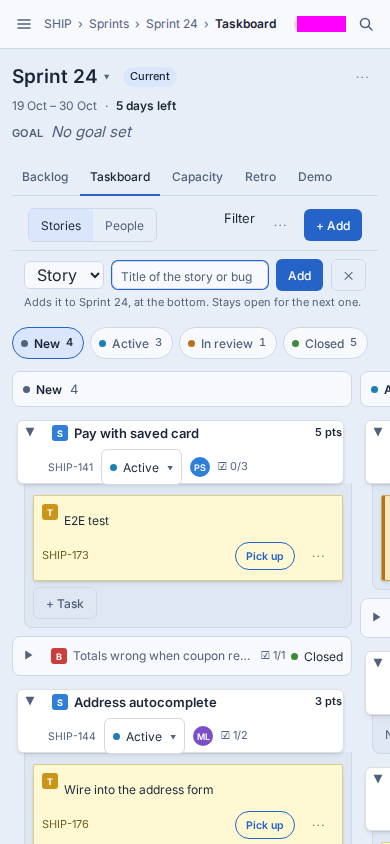 SHIP › Sprints › Sprint 24 › Taskboard
Sprint 24 Current ...
19 Oct – 30 Oct · 5 days left
GOAL No goal set
Backlog Taskboard Capacity Retro Demo
Stories People Filter ... + Add
Story Title of the story or bug Add ×
Adds it to Sprint 24, at the bottom. Stays open for the next one.
New 4 Active 3 In review 1 Closed 5
New 4 A
S Pay with saved card 5 pts
SHIP-141 Active PS 0/3
T E2E test
SHIP-173 Pick up ...
+ Task
B Totals wrong when coupon re... 1/1 Closed
S Address autocomplete 3 pts
SHIP-144 Active ML 1/2
T Wire into the address form
SHIP-176 Pick up ...